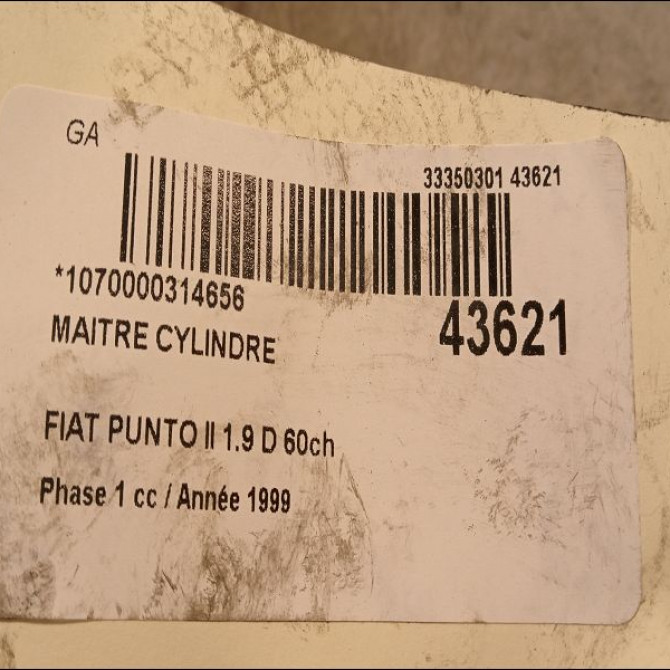 GA
33350301 43621
*1070000314656
43621
MAITRE CYLINDRE
FIAT PUNTO II 1.9 D 60ch
Phase 1 cc / Année 1999